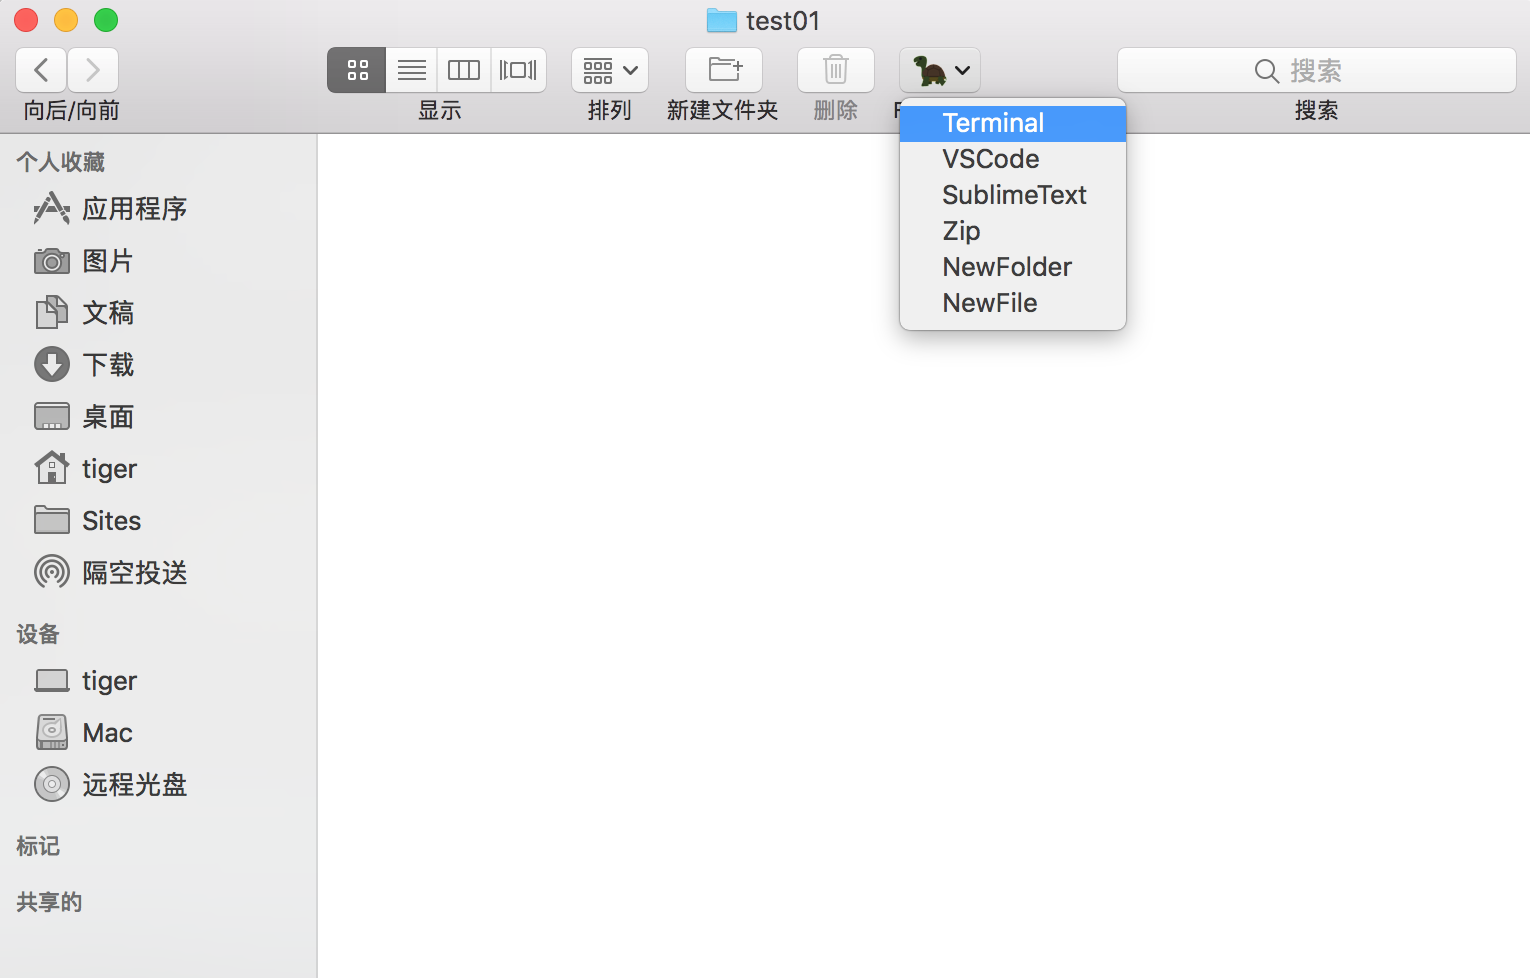 test01
向后/向前
显示
排列
新建文件夹
删除
搜索
搜索
Terminal
VSCode
SublimeText
Zip
NewFolder
NewFile
个人收藏
应用程序
图片
文稿
下载
桌面
tiger
Sites
隔空投送
设备
tiger
Mac
远程光盘
标记
共享的